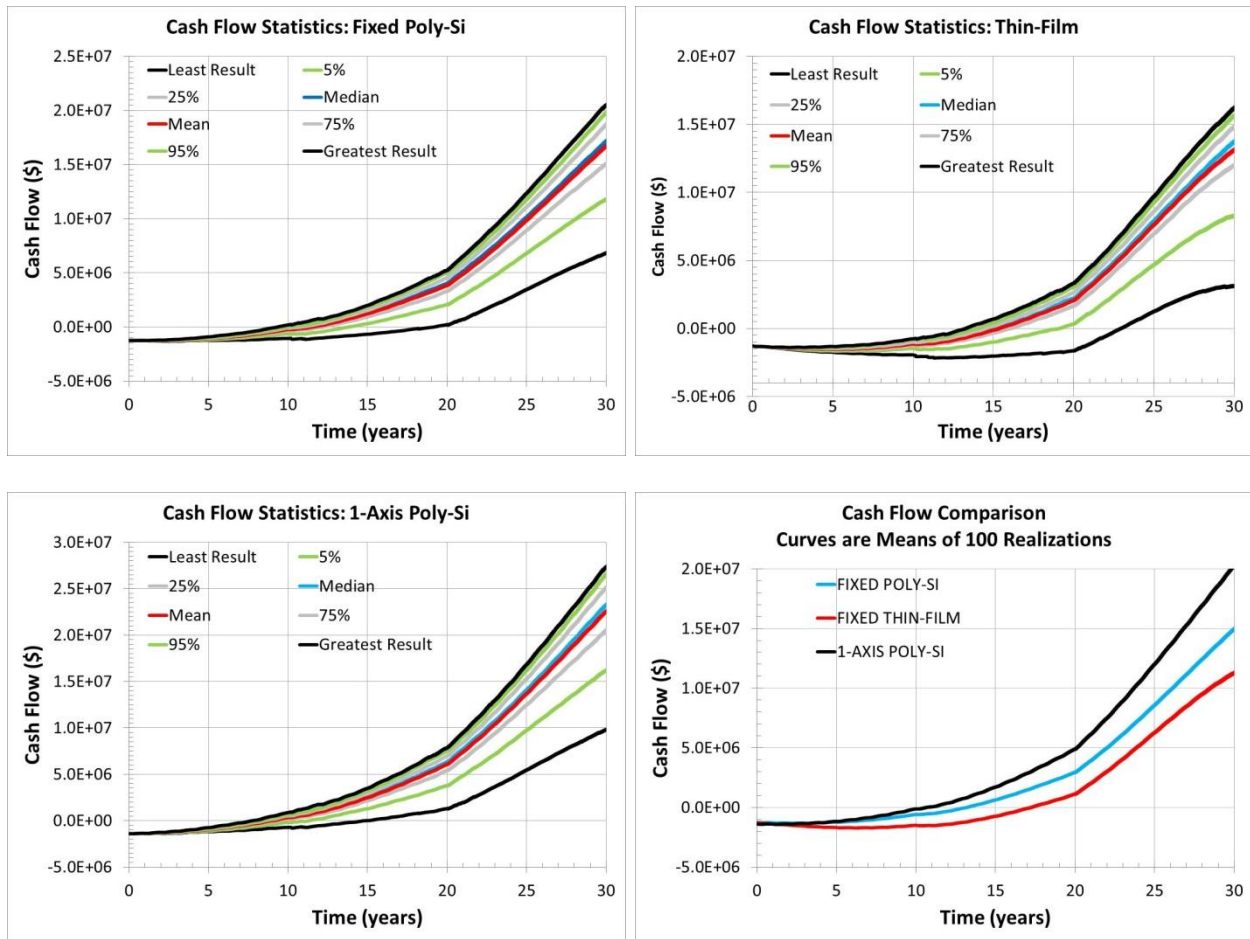 Cash Flow Statistics: Fixed Poly-Si
2.5E+07
2.0E+07
1.5E+07
1.0E+07
5.0E+06
0.0E+00
-5.0E+06
Cash Flow ($)
Least Result 5%
25% Median
Mean 75%
95% Greatest Result
0 5 10 15 20 25 30
Time (years)
Cash Flow Statistics: Thin-Film
2.0E+07
1.5E+07
1.0E+07
5.0E+06
0.0E+00
-5.0E+06
Cash Flow ($)
Least Result 5%
25% Median
Mean 75%
95% Greatest Result
0 5 10 15 20 25 30
Time (years)
Cash Flow Statistics: 1-Axis Poly-Si
3.0E+07
2.5E+07
2.0E+07
1.5E+07
1.0E+07
5.0E+06
0.0E+00
-5.0E+06
Cash Flow ($)
Least Result 5%
25% Median
Mean 75%
95% Greatest Result
0 5 10 15 20 25 30
Time (years)
Cash Flow Comparison
Curves are Means of 100 Realizations
2.0E+07
1.5E+07
1.0E+07
5.0E+06
0.0E+00
-5.0E+06
Cash Flow ($)
FIXED POLY-SI
FIXED THIN-FILM
1-AXIS POLY-SI
0 5 10 15 20 25 30
Time (years)